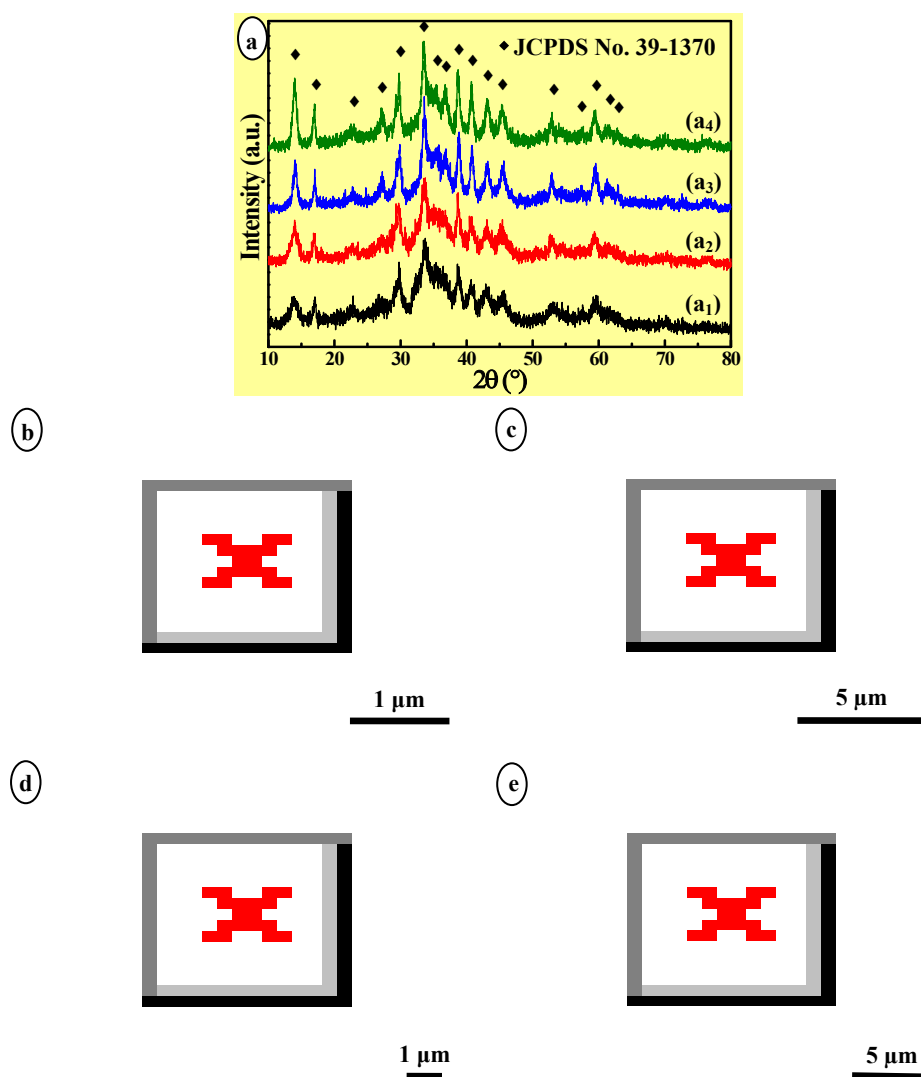 a
◆ JCPDS No. 39-1370
Intensity (a.u.)
(a4)
(a3)
(a2)
(a1)
10 20 30 40 50 60 70 80
2θ (°)
b
c
1 μm
5 μm
d
e
1 μm
5 μm